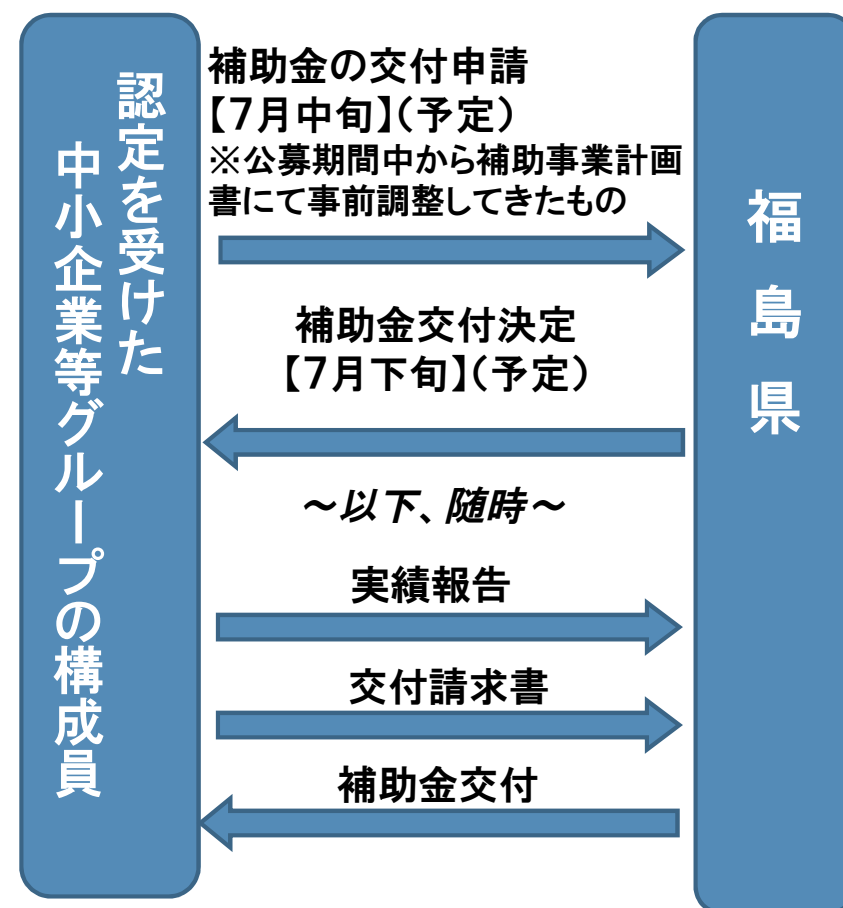 認定を受けた
中小企業等グループの構成員
補助金の交付申請
【7月中旬】(予定)
※公募期間中から補助事業計画
書にて事前調整してきたもの
補助金交付決定
【7月下旬】(予定)
～以下、随時～
実績報告
交付請求書
補助金交付
福島県